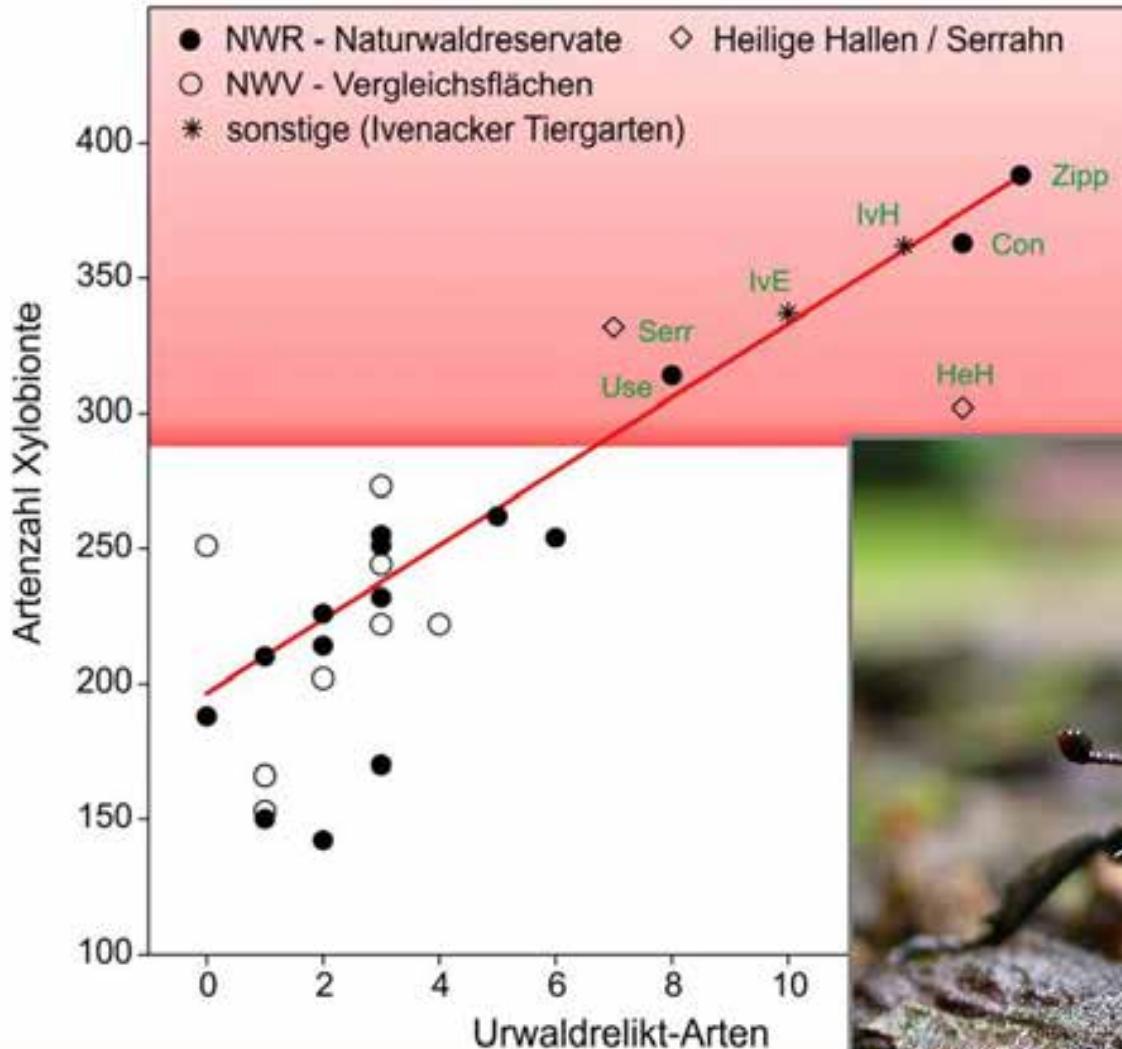 ● NWR - Naturwaldreservate ◇ Heilige Hallen / Serrahn
○ NWV - Vergleichsflächen
✳ sonstige (Ivenacker Tiergarten)
400
Zipp
IvH
Con
350
IvE
Serr
Use
HeH
300
Artenzahl Xylobionte
250
200
150
100
0 2 4 6 8 10
Urwaldrelikt-Arten